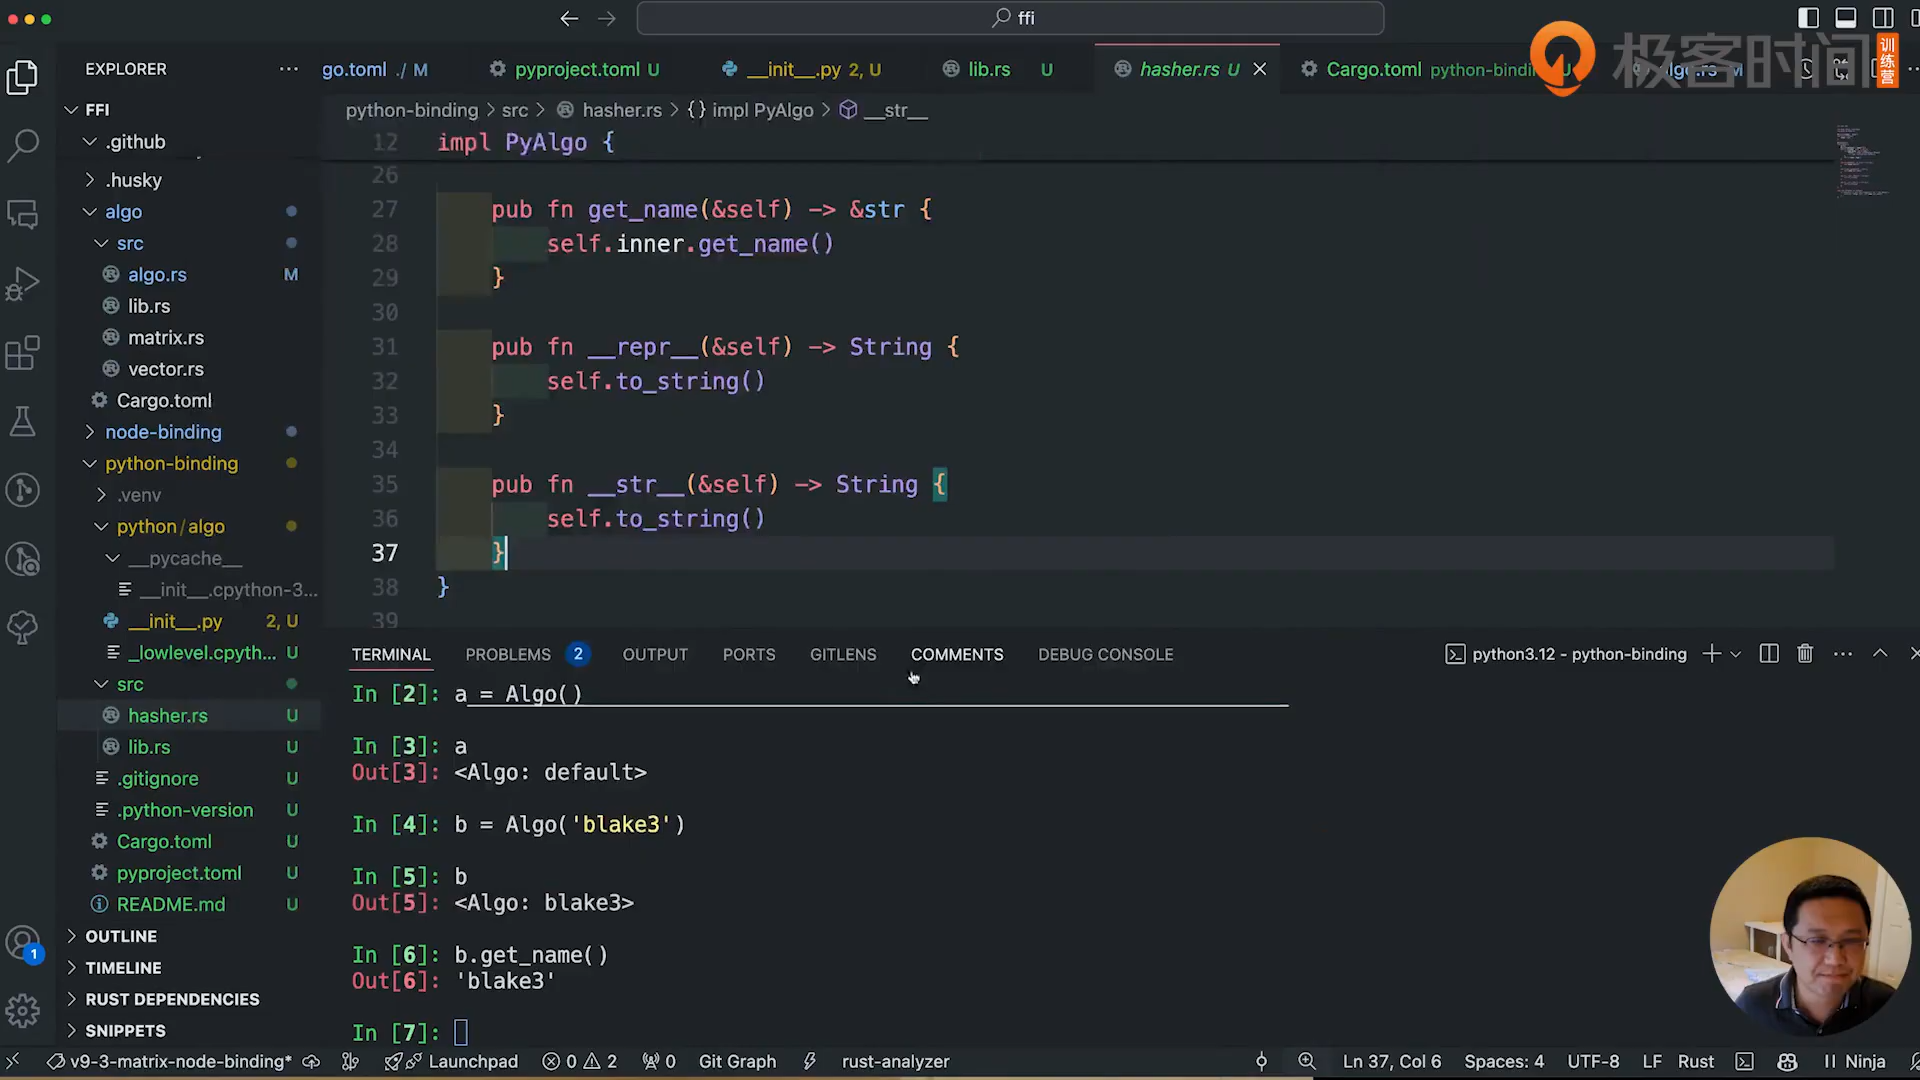 ffi
EXPLORER
go.toml ./ M
pyproject.toml U
__init__.py 2, U
lib.rs U
hasher.rs U
Cargo.toml python-bindi
极客时间
训练营
FFI
python-binding > src > hasher.rs > {} impl PyAlgo > __str__
.github
.husky
algo
src
algo.rs M
lib.rs
matrix.rs
vector.rs
Cargo.toml
node-binding
python-binding
.venv
python/algo
__pycache__
__init__.cpython-3...
__init__.py 2, U
_lowlevel.cpyth... U
src
hasher.rs U
lib.rs U
.gitignore U
.python-version U
Cargo.toml U
pyproject.toml U
README.md U
OUTLINE
TIMELINE
RUST DEPENDENCIES
SNIPPETS
12 impl PyAlgo {
26
27 pub fn get_name(&self) -> &str {
28 self.inner.get_name()
29 }
30
31 pub fn __repr__(&self) -> String {
32 self.to_string()
33 }
34
35 pub fn __str__(&self) -> String {
36 self.to_string()
37 }
38 }
39
TERMINAL PROBLEMS 2 OUTPUT PORTS GITLENS COMMENTS DEBUG CONSOLE
python3.12 - python-binding
In [2]: a = Algo()
In [3]: a
Out[3]: <Algo: default>
In [4]: b = Algo('blake3')
In [5]: b
Out[5]: <Algo: blake3>
In [6]: b.get_name()
Out[6]: 'blake3'
In [7]:
1
v9-3-matrix-node-binding* Launchpad 0 2 0 Git Graph rust-analyzer
Ln 37, Col 6 Spaces: 4 UTF-8 LF Rust Ninja